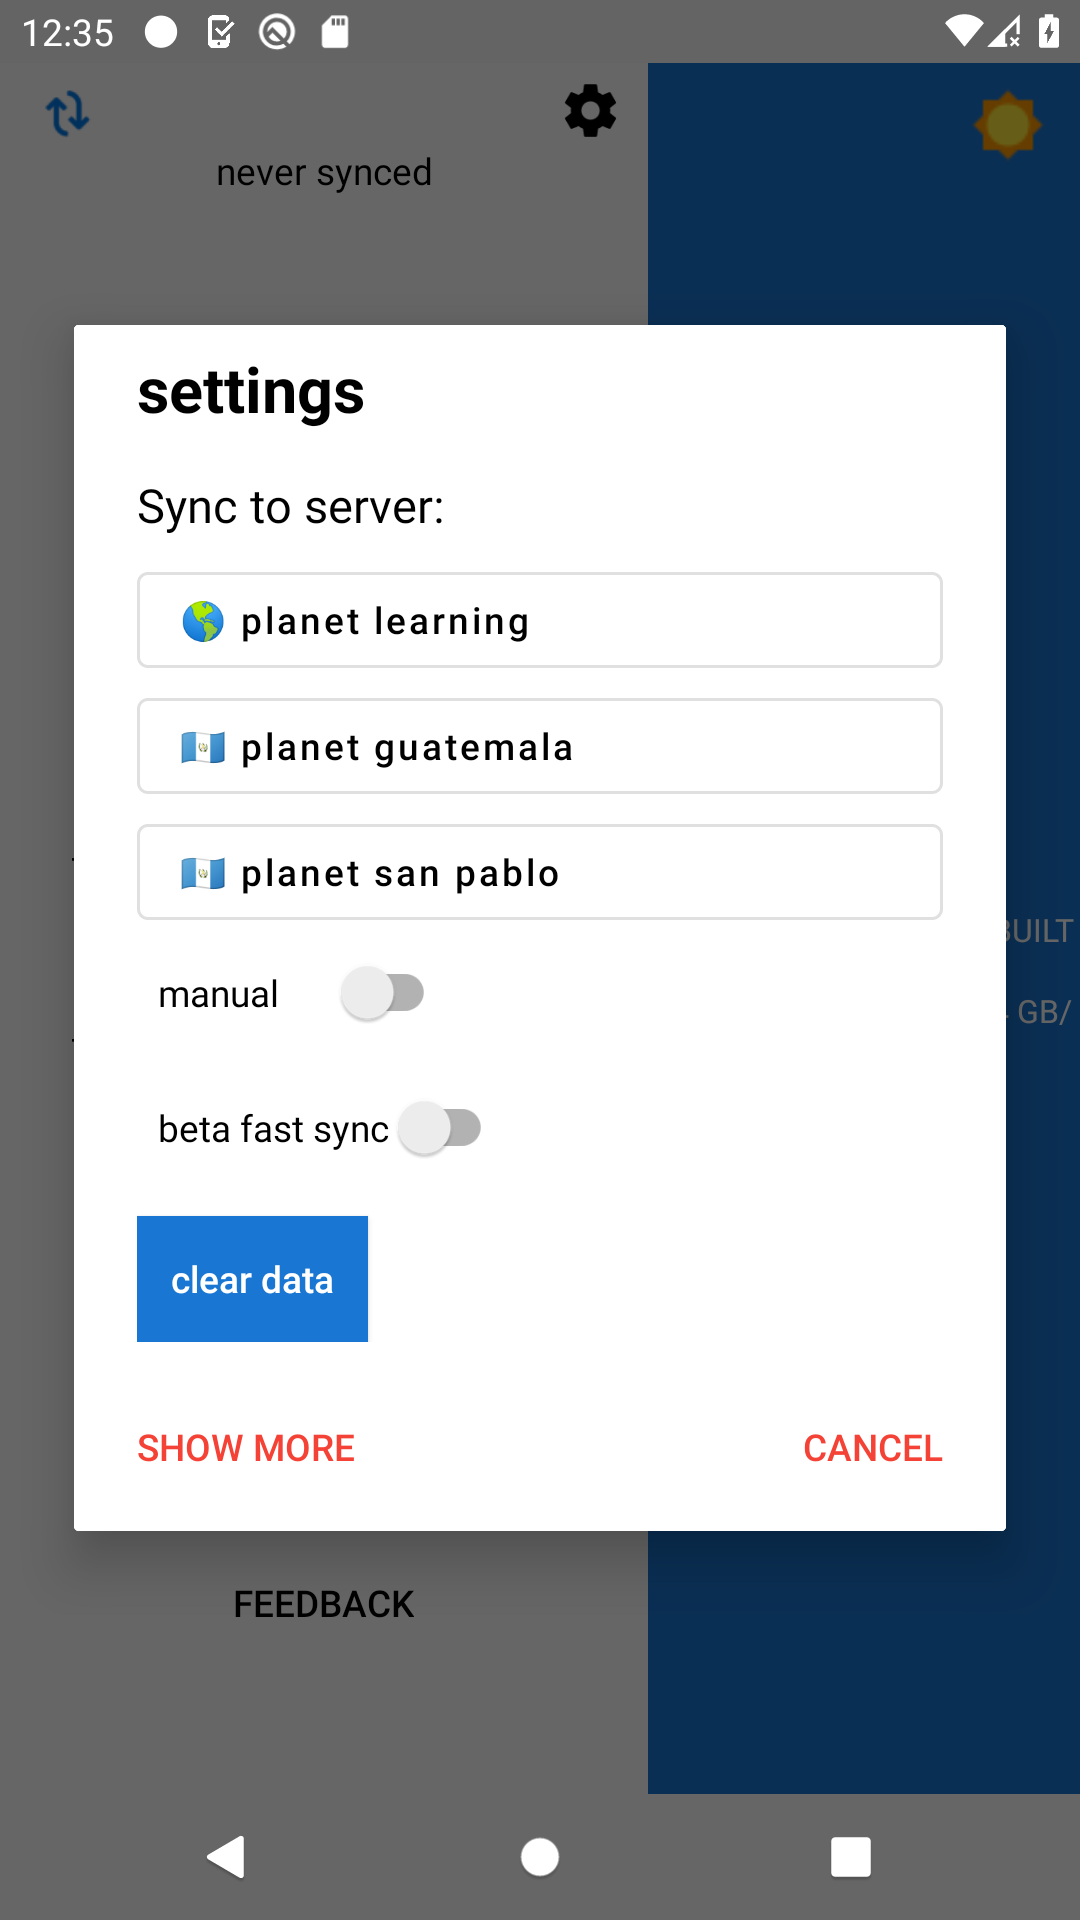 12:35
never synced
settings
Sync to server:
🌎 planet learning
🇬🇹 planet guatemala
🇬🇹 planet san pablo
BUILT
manual
GB/
beta fast sync
clear data
SHOW MORE
CANCEL
FEEDBACK